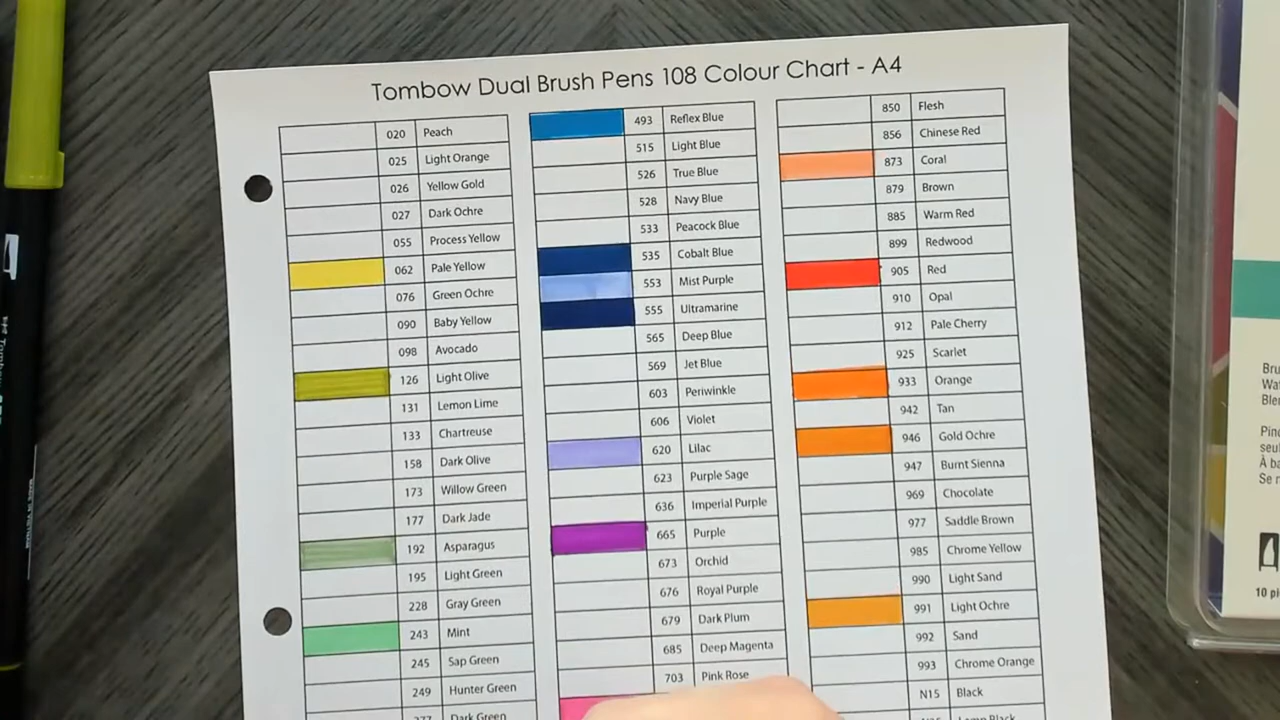 Tombow Dual Brush Pens 108 Colour Chart - A4
020 Peach
025 Light Orange
026 Yellow Gold
027 Dark Ochre
055 Process Yellow
062 Pale Yellow
076 Green Ochre
090 Baby Yellow
098 Avocado
126 Light Olive
131 Lemon Lime
133 Chartreuse
158 Dark Olive
173 Willow Green
177 Dark Jade
192 Asparagus
195 Light Green
228 Gray Green
243 Mint
245 Sap Green
249 Hunter Green
277 Dark Green
493 Reflex Blue
515 Light Blue
526 True Blue
528 Navy Blue
533 Peacock Blue
535 Cobalt Blue
553 Mist Purple
555 Ultramarine
565 Deep Blue
569 Jet Blue
603 Periwinkle
606 Violet
620 Lilac
623 Purple Sage
636 Imperial Purple
665 Purple
673 Orchid
676 Royal Purple
679 Dark Plum
685 Deep Magenta
703 Pink Rose
850 Flesh
856 Chinese Red
873 Coral
879 Brown
885 Warm Red
899 Redwood
905 Red
910 Opal
912 Pale Cherry
925 Scarlet
933 Orange
942 Tan
946 Gold Ochre
947 Burnt Sienna
969 Chocolate
977 Saddle Brown
985 Chrome Yellow
990 Light Sand
991 Light Ochre
992 Sand
993 Chrome Orange
N15 Black
Lamp Black
Tombow
10